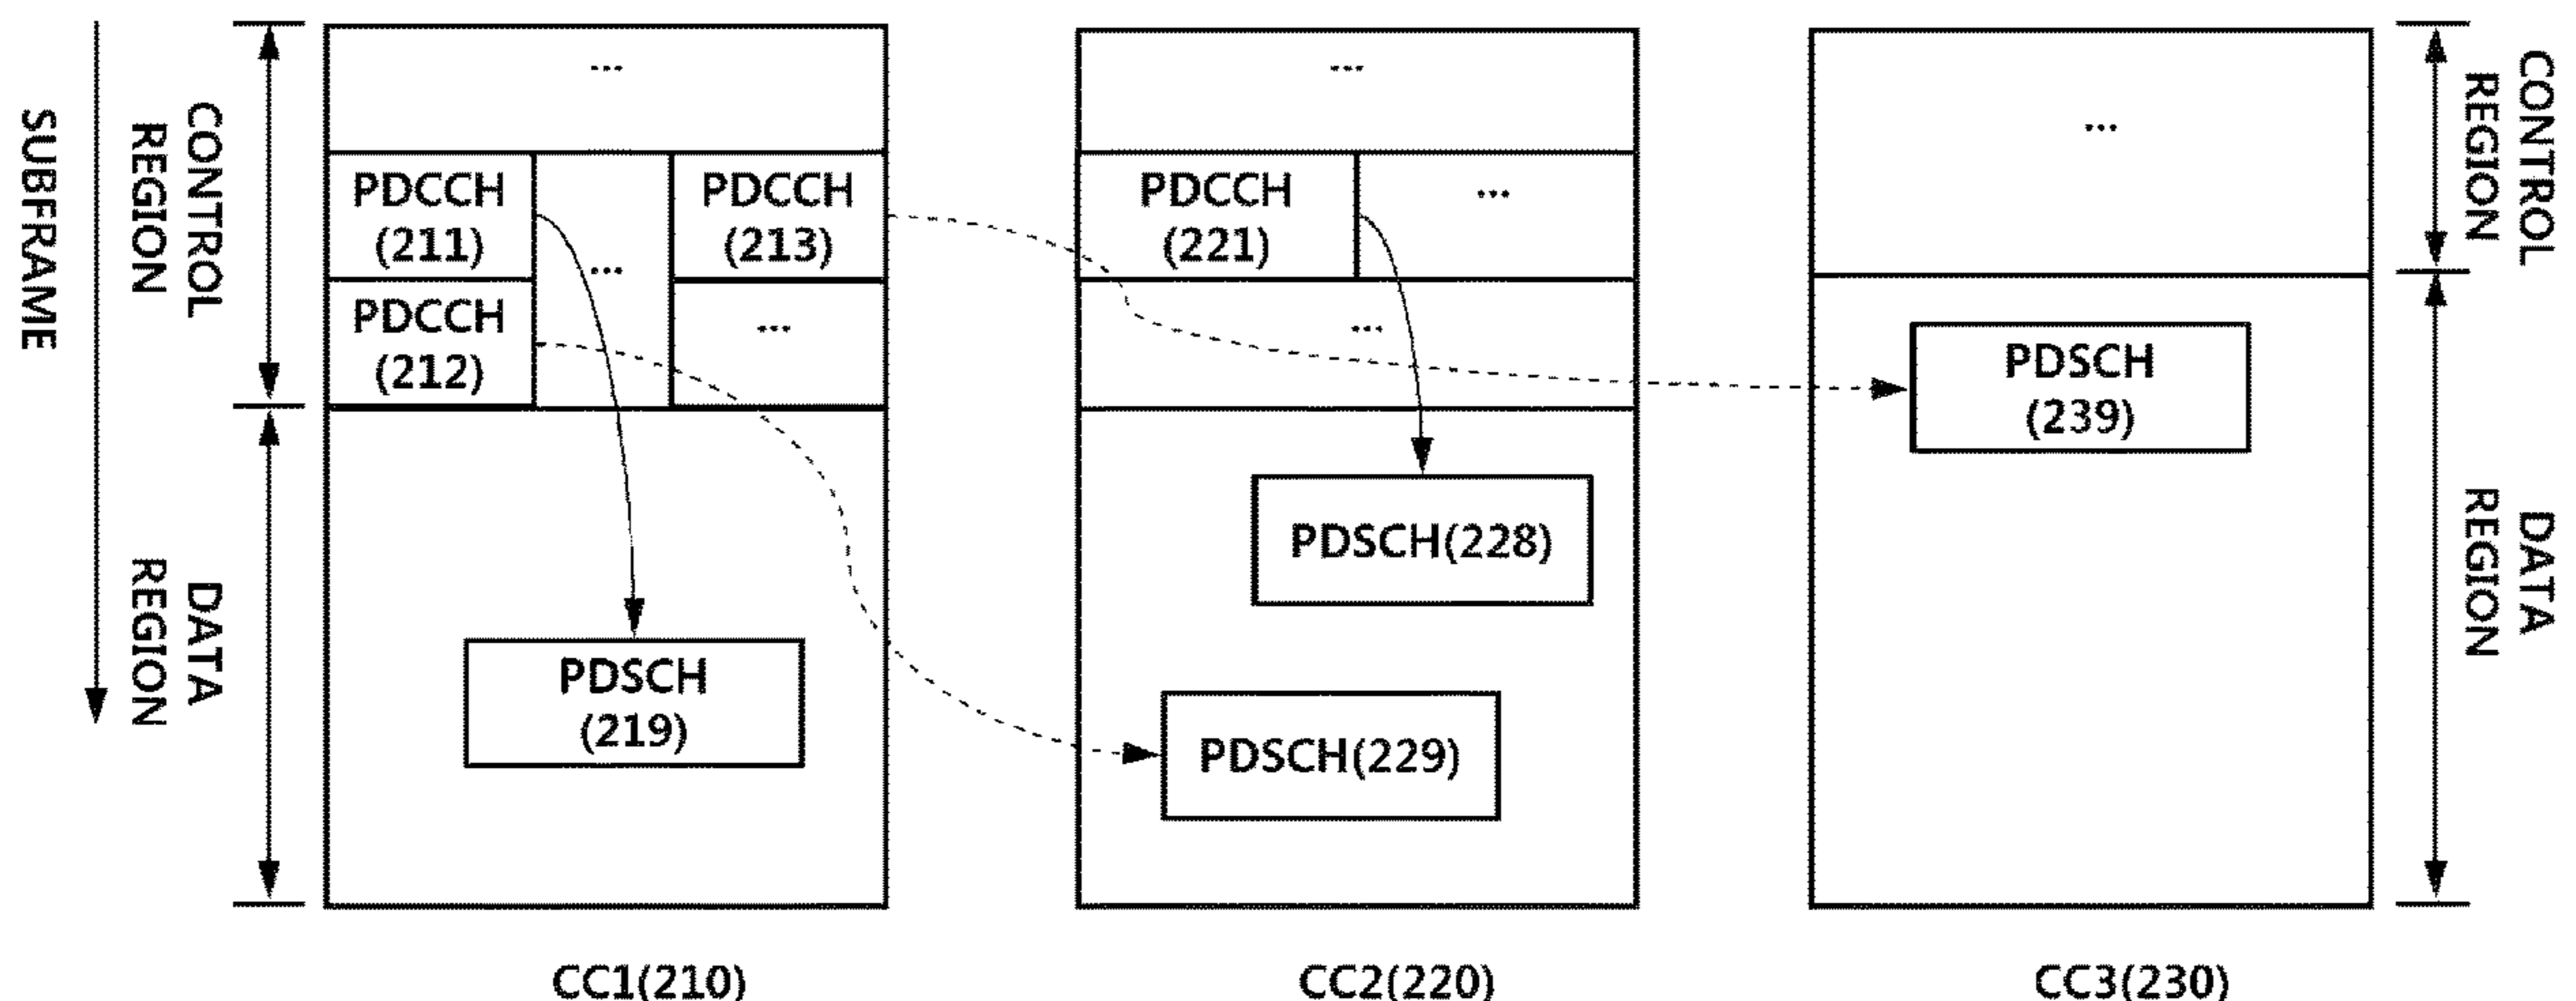 SUBFRAME
CONTROL
REGION
DATA
REGION
...
PDCCH
(211)
...
PDCCH
(213)
PDCCH
(212)
...
PDSCH
(219)
CC1(210)
...
PDCCH
(221)
...
...
PDSCH(228)
PDSCH(229)
CC2(220)
...
PDSCH
(239)
CC3(230)
CONTROL
REGION
DATA
REGION